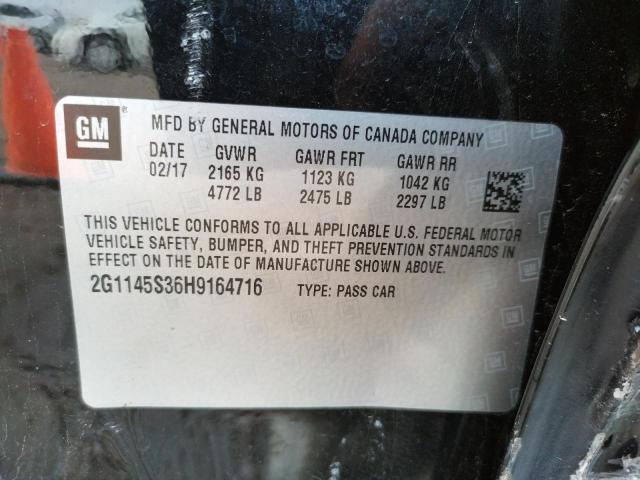 GM
MFD BY GENERAL MOTORS OF CANADA COMPANY
DATE GVWR GAWR FRT GAWR RR
02/17 2165 KG 1123 KG 1042 KG
4772 LB 2475 LB 2297 LB
THIS VEHICLE CONFORMS TO ALL APPLICABLE U.S. FEDERAL MOTOR
VEHICLE SAFETY, BUMPER, AND THEFT PREVENTION STANDARDS IN
EFFECT ON THE DATE OF MANUFACTURE SHOWN ABOVE.
2G1145S36H9164716 TYPE: PASS CAR